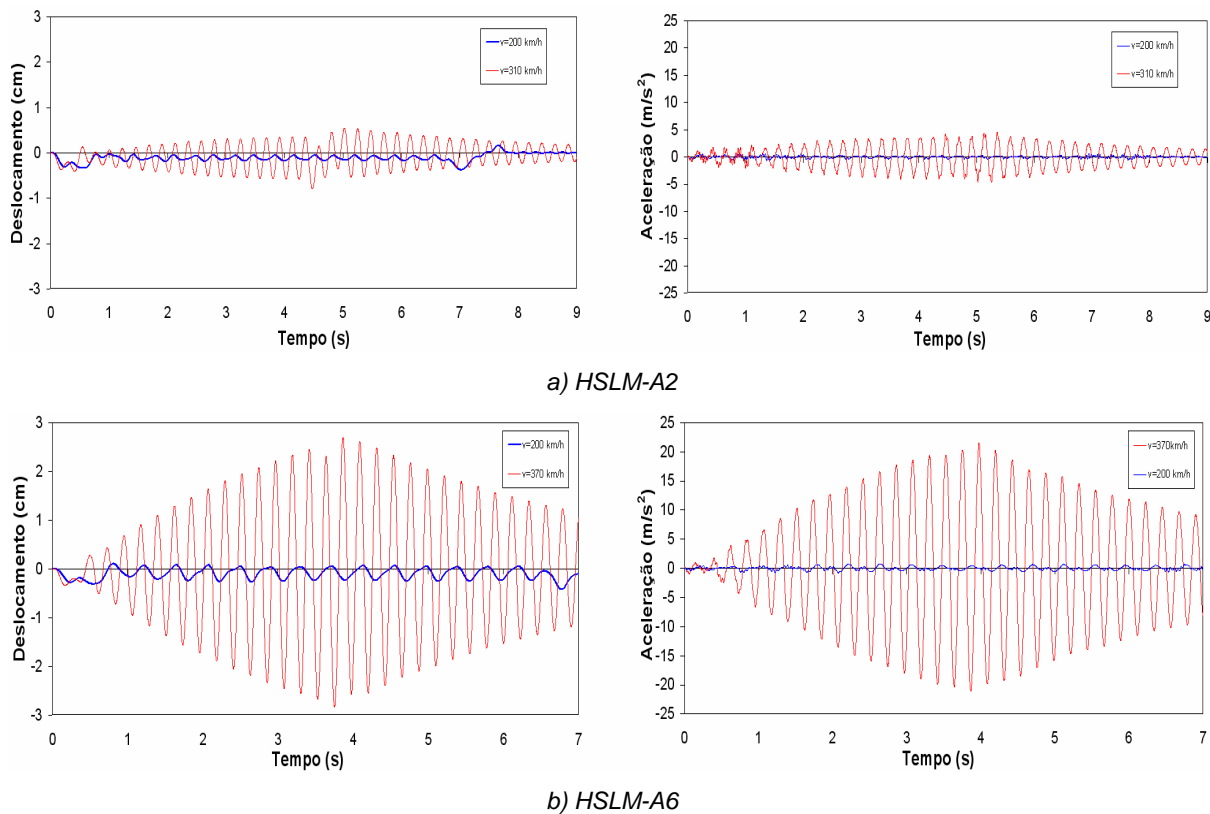 3
2
1
0
-1
-2
-3
Deslocamento (cm)
v=200 km/h
v=310 km/h
0 1 2 3 4 5 6 7 8 9
Tempo (s)
25
20
15
10
5
0
-5
-10
-15
-20
-25
Aceleração (m/s²)
v=200 km/h
v=310 km/h
0 1 2 3 4 5 6 7 8 9
Tempo (s)
a) HSLM-A2
3
2
1
0
-1
-2
-3
Deslocamento (cm)
v=200 km/h
v=370 km/h
0 1 2 3 4 5 6 7
Tempo (s)
25
20
15
10
5
0
-5
-10
-15
-20
-25
Aceleração (m/s²)
v=370km/h
v=200 km/h
0 1 2 3 4 5 6 7
Tempo (s)
b) HSLM-A6